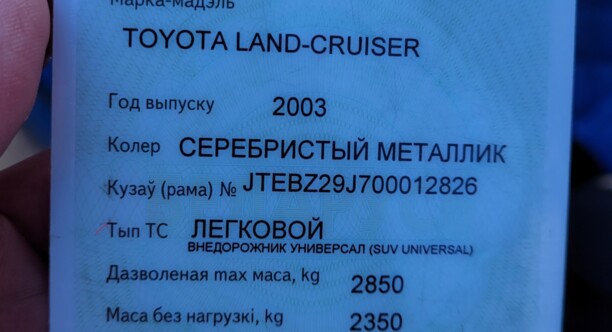 Марка-мадэль
TOYOTA LAND-CRUISER
Год выпуску 2003
Колер СЕРЕБРИСТЫЙ МЕТАЛЛИК
Кузаў (рама) № JTEBZ29J700012826
Тып ТС ЛЕГКОВОЙ
ВНЕДОРОЖНИК УНИВЕРСАЛ (SUV UNIVERSAL)
Дазволеная max маса, kg 2850
Маса без нагрузкі, kg 2350